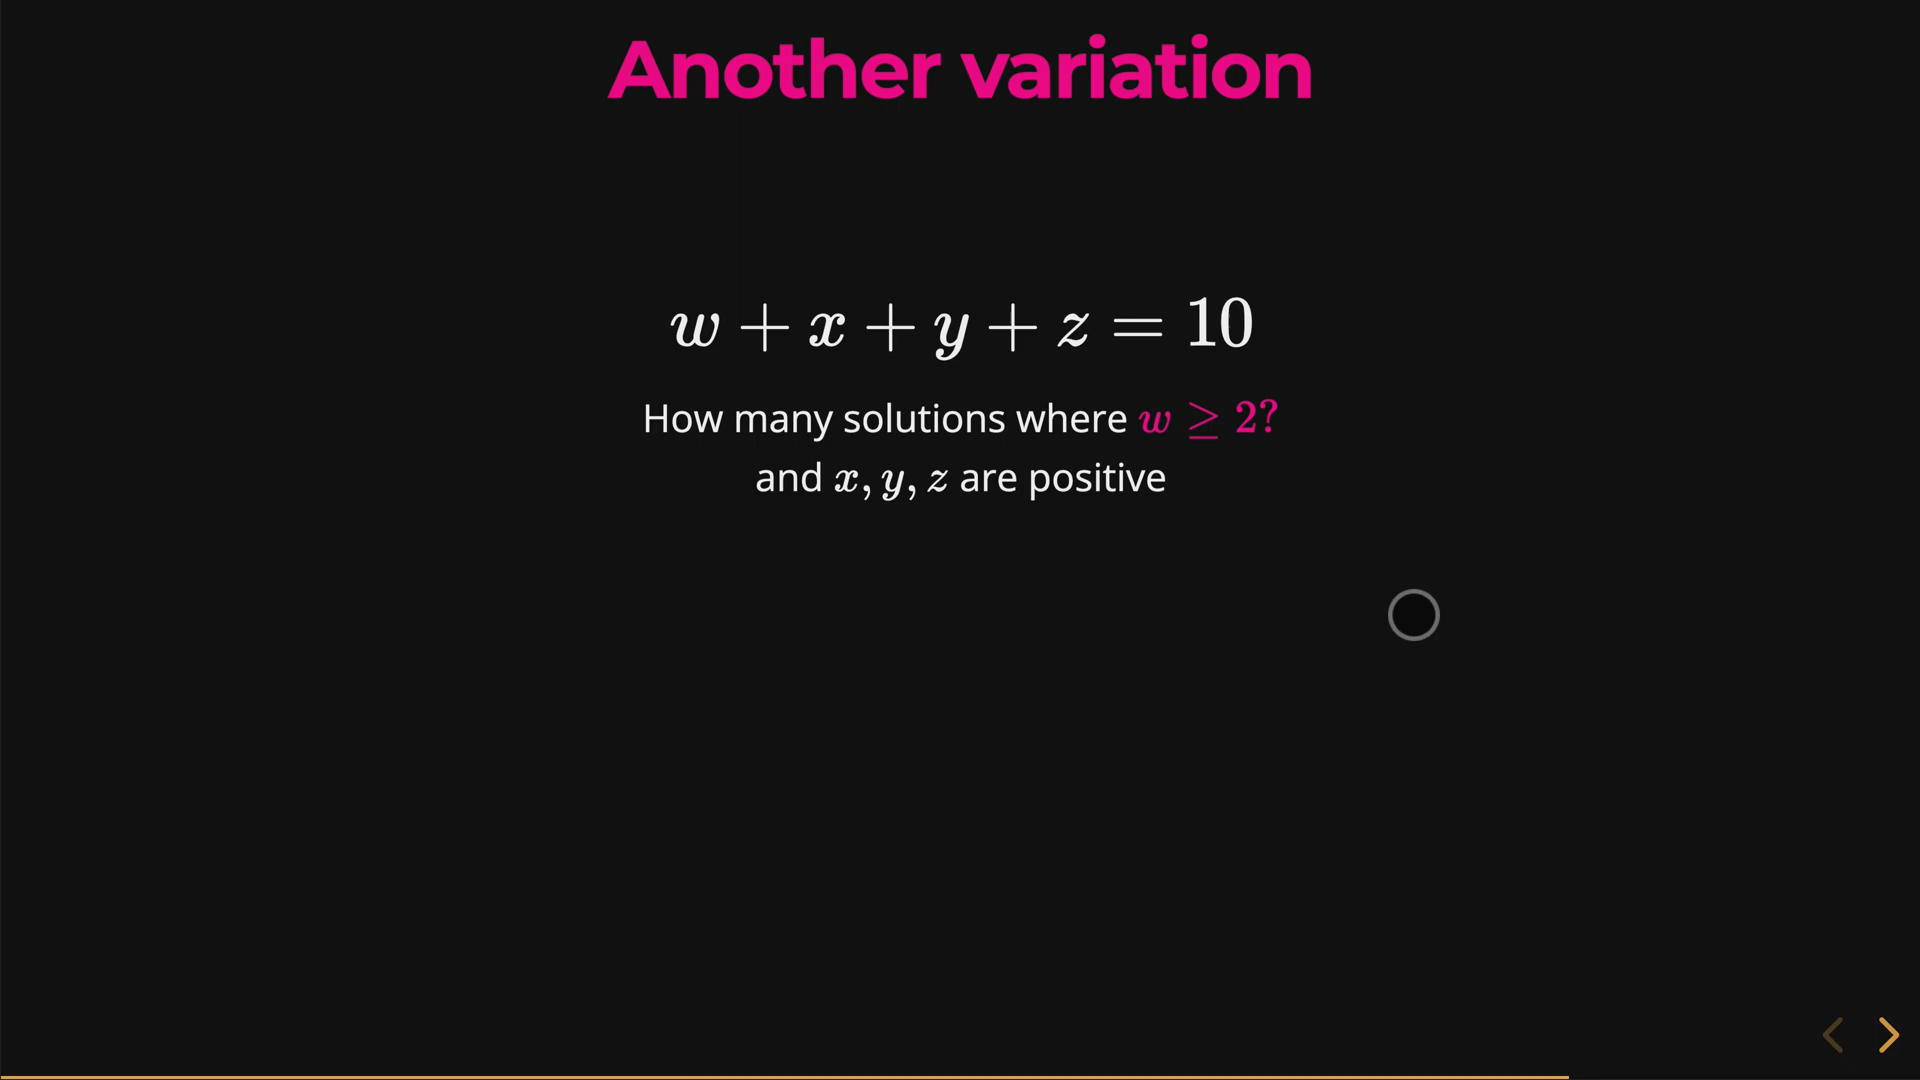 Another variation
w + x + y + z = 10
How many solutions where w ≥ 2?
and x, y, z are positive